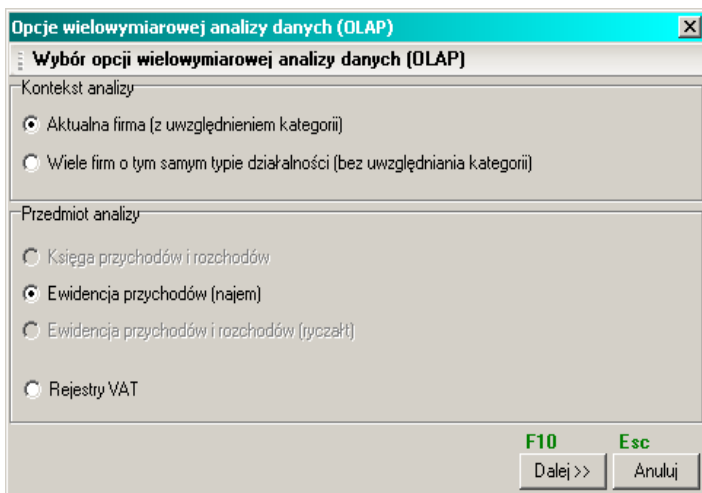 Opcje wielowymiarowej analizy danych (OLAP)
Wybór opcji wielowymiarowej analizy danych (OLAP)
Kontekst analizy
Aktualna firma (z uwzględnieniem kategorii)
Wiele firm o tym samym typie działalności (bez uwzględniania kategorii)
Przedmiot analizy
Księga przychodów i rozchodów
Ewidencja przychodów (najem)
Ewidencja przychodów i rozchodów (ryczałt)
Rejestry VAT
F10 Esc
Dalej >> Anuluj